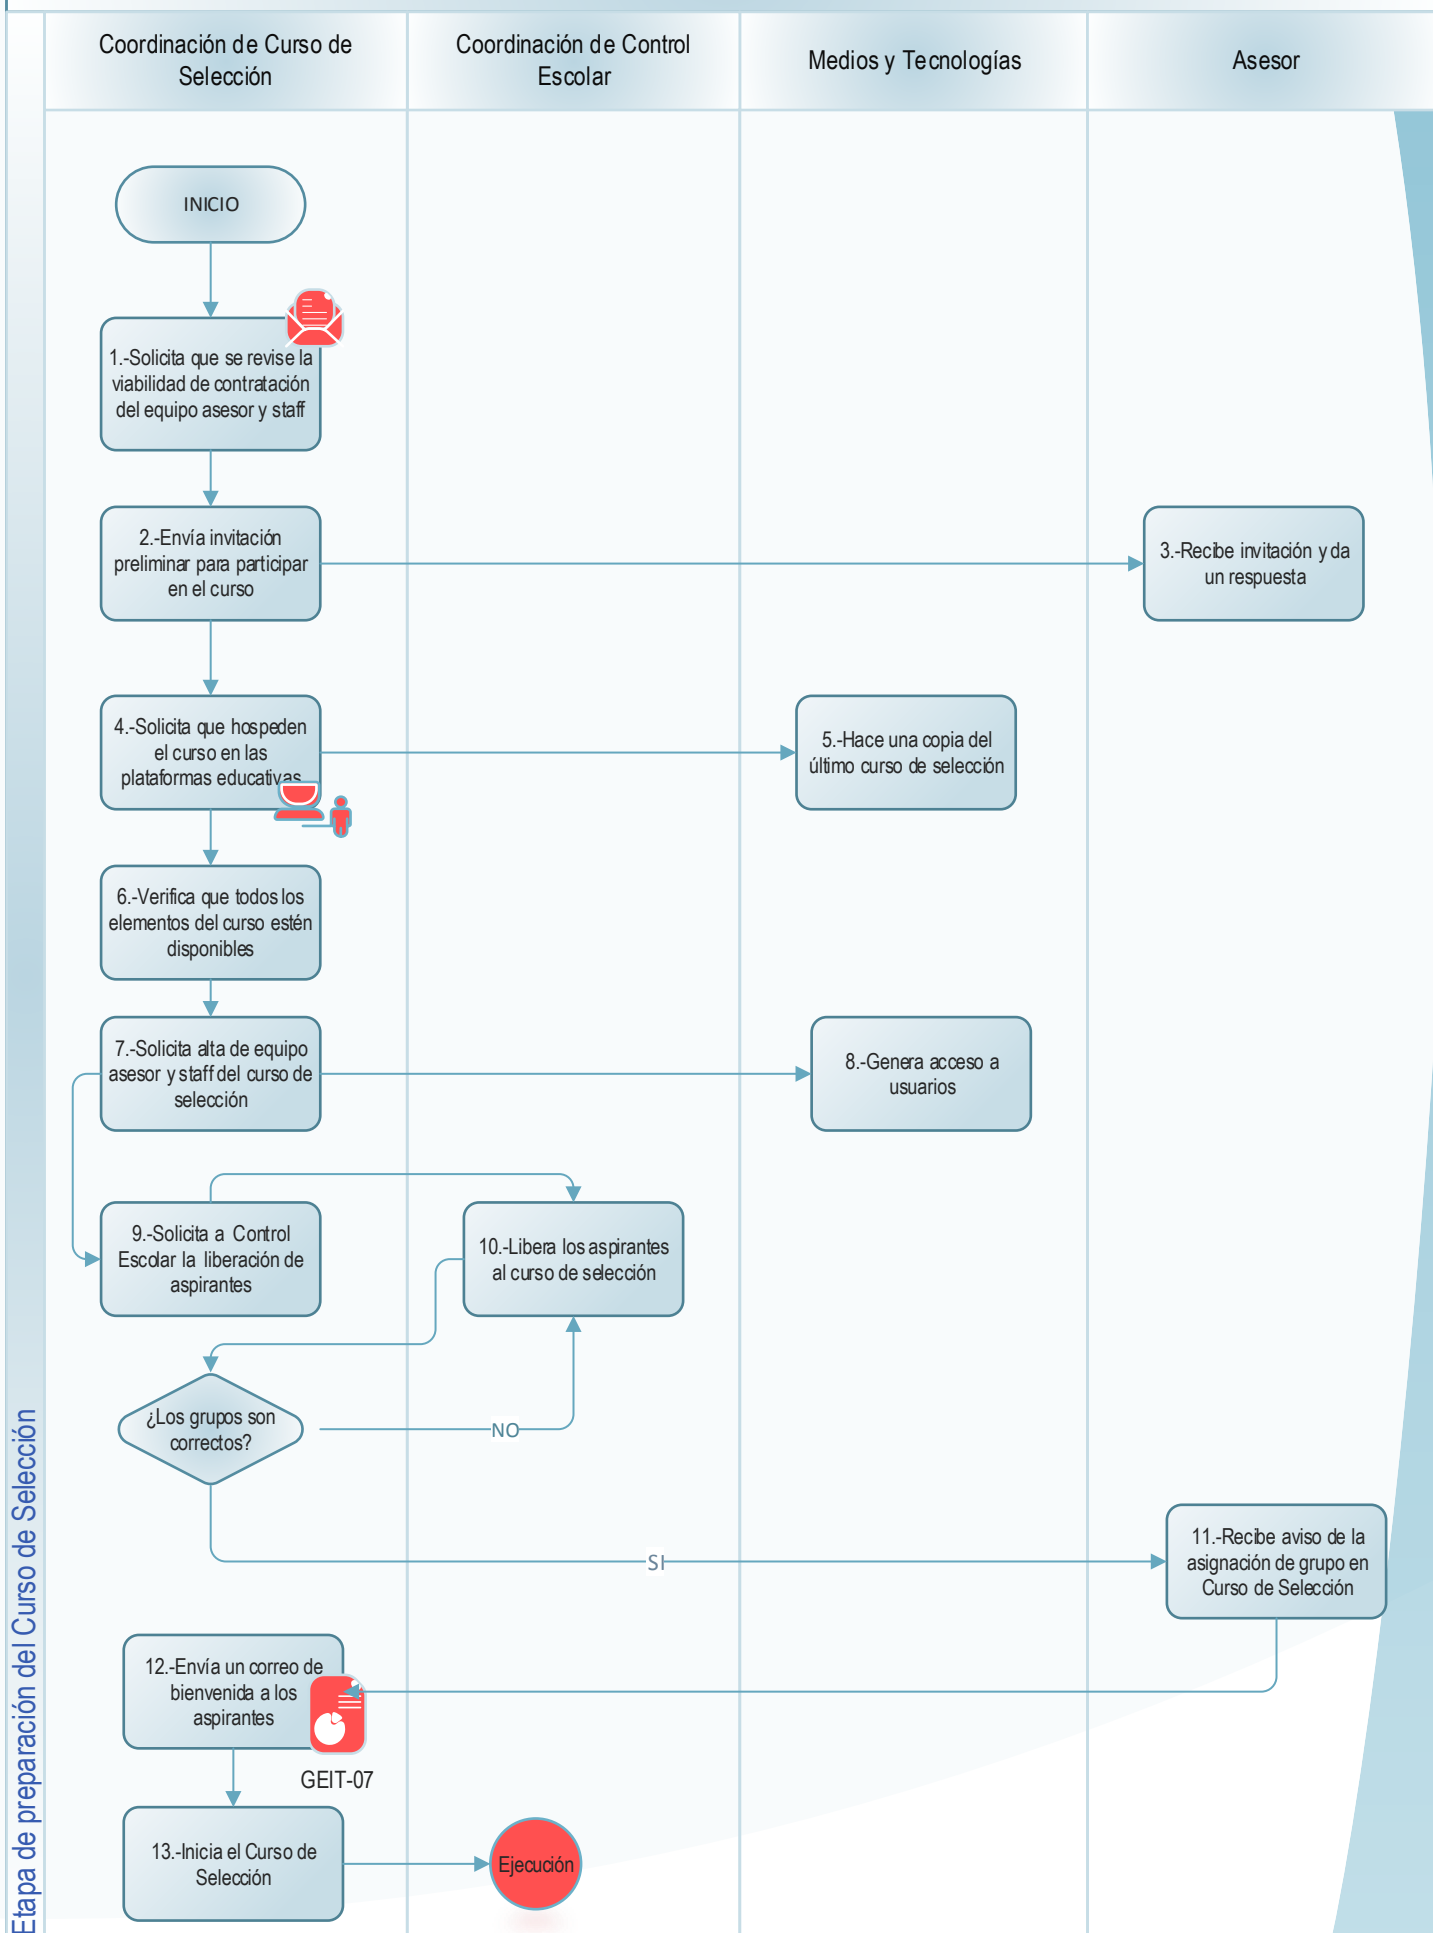 Coordinación de Curso de
Selección
Coordinación de Control
Escolar
Medios y Tecnologías
Asesor
INICIO
1.-Solicita que se revise la
viabilidad de contratación
del equipo asesor y staff
2.-Envía invitación
preliminar para participar
en el curso
3.-Recibe invitación y da
un respuesta
4.-Solicita que hospeden
el curso en las
plataformas educativas
5.-Hace una copia del
último curso de selección
6.-Verifica que todos los
elementos del curso estén
disponibles
7.-Solicita alta de equipo
asesor y staff del curso de
selección
8.-Genera acceso a
usuarios
9.-Solicita a Control
Escolar la liberación de
aspirantes
10.-Libera los aspirantes
al curso de selección
¿Los grupos son
correctos?
NO
SI
11.-Recibe aviso de la
asignación de grupo en
Curso de Selección
12.-Envía un correo de
bienvenida a los
aspirantes
GEIT-07
13.-Inicia el Curso de
Selección
Ejecución
Etapa de preparación del Curso de Selección